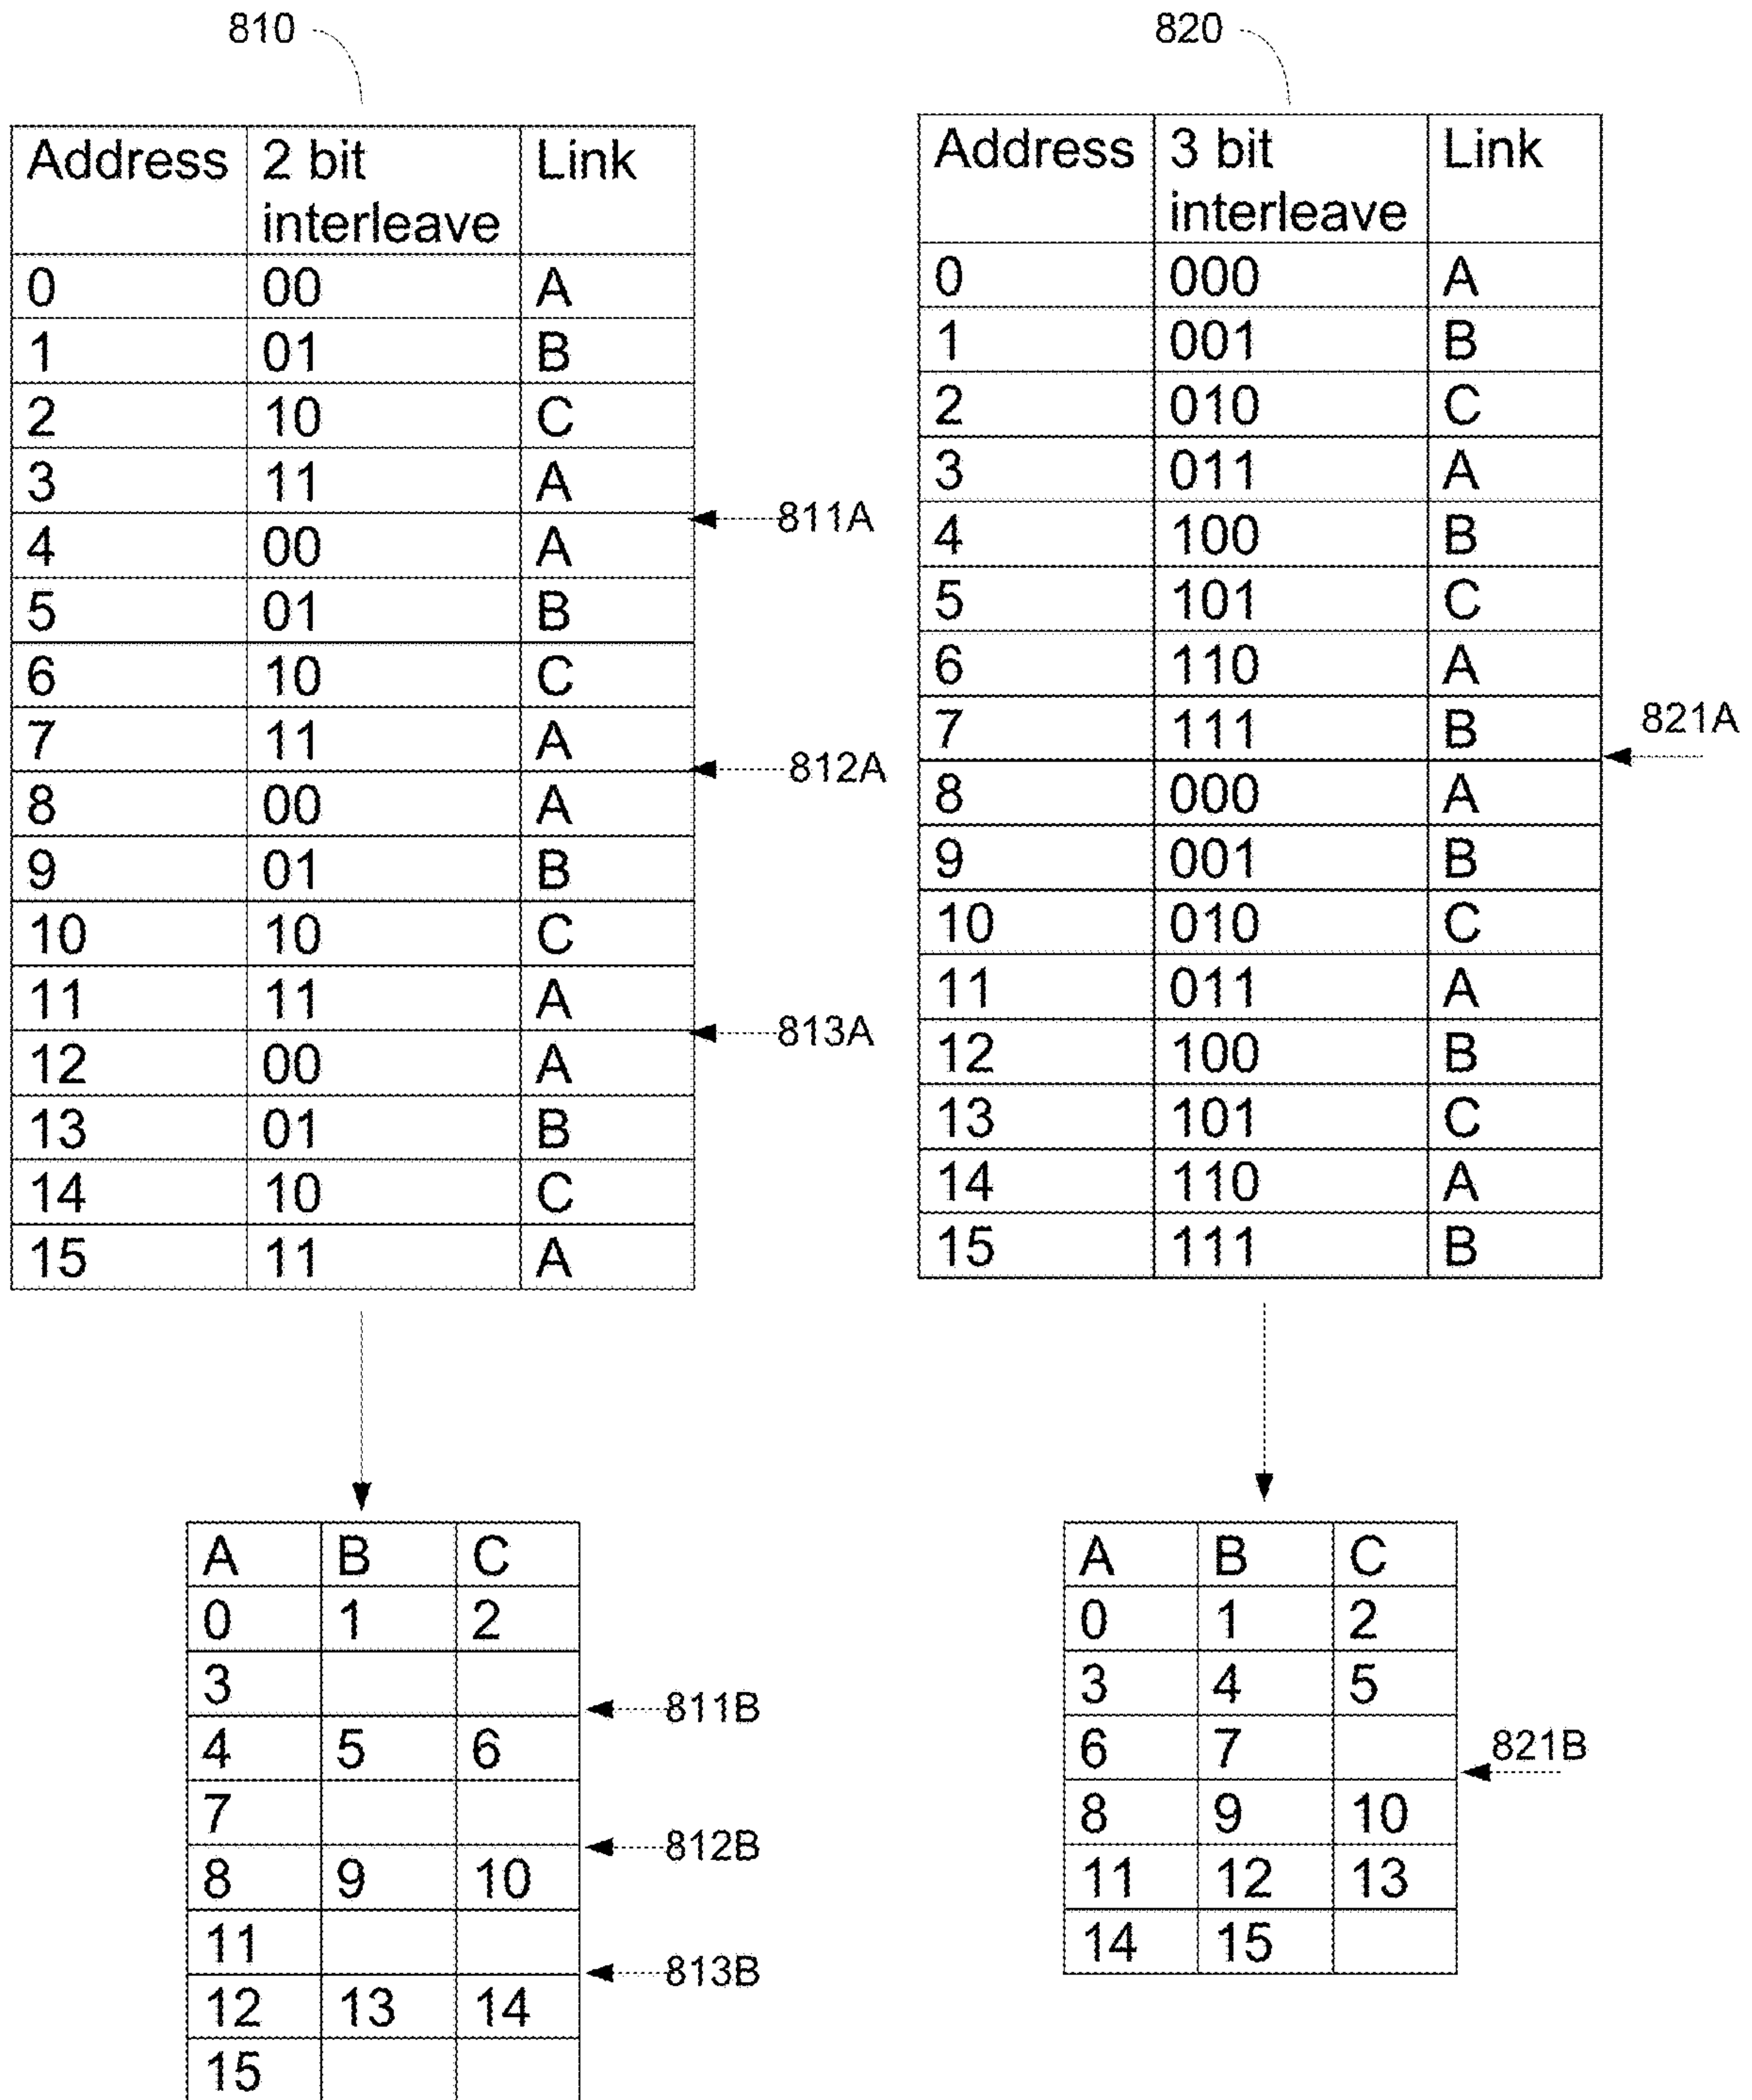 810
Address 2 bit interleave Link
0 00 A
1 01 B
2 10 C
3 11 A
811A
4 00 A
5 01 B
6 10 C
7 11 A
812A
8 00 A
9 01 B
10 10 C
11 11 A
813A
12 00 A
13 01 B
14 10 C
15 11 A
A B C
0 1 2
3
811B
4 5 6
7
812B
8 9 10
11
813B
12 13 14
15
820
Address 3 bit interleave Link
0 000 A
1 001 B
2 010 C
3 011 A
4 100 B
5 101 C
6 110 A
7 111 B
821A
8 000 A
9 001 B
10 010 C
11 011 A
12 100 B
13 101 C
14 110 A
15 111 B
A B C
0 1 2
3 4 5
6 7
821B
8 9 10
11 12 13
14 15